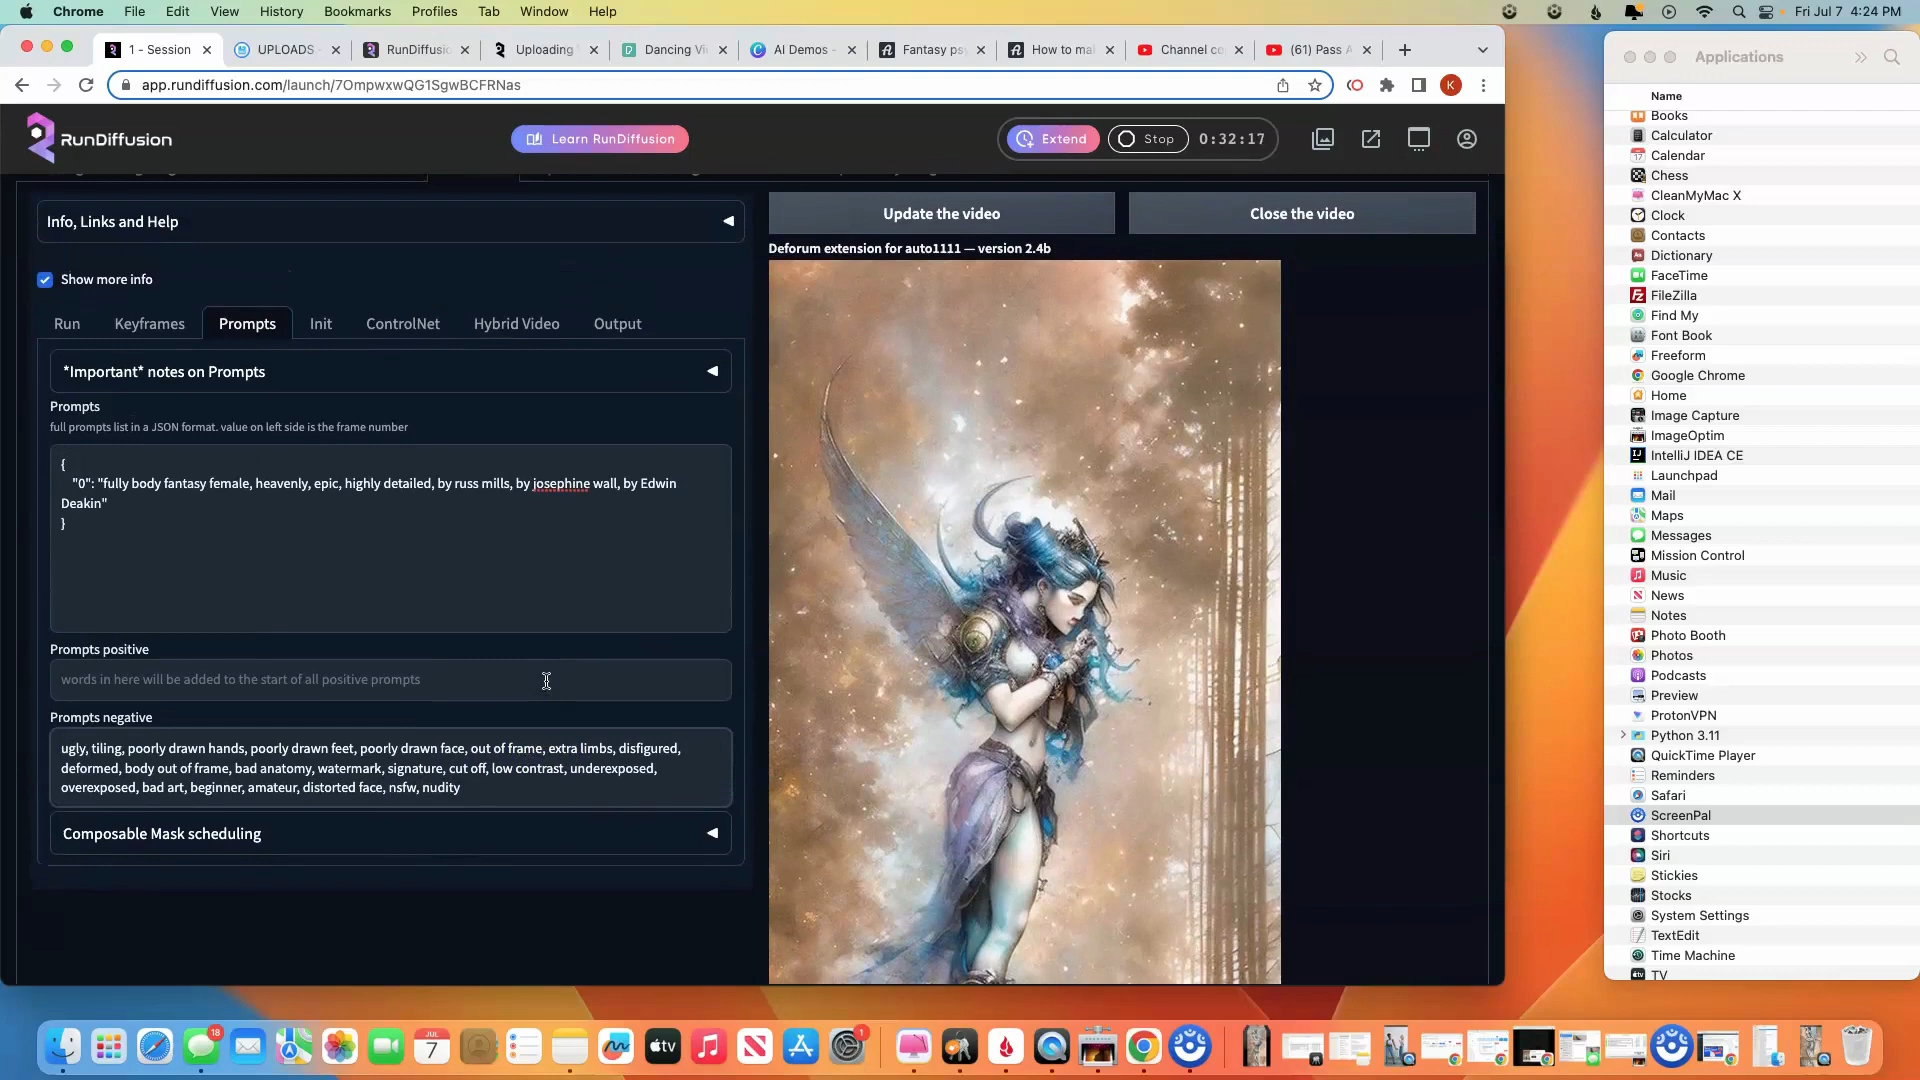 Chrome File Edit View History Bookmarks Profiles Tab Window Help Fri Jul 7 4:24 PM
1 - Session UPLOADS RunDiffusio Uploading Dancing Vi AI Demos - Fantasy ps How to ma Channel co (61) Pass A
app.rundiffusion.com/launch/7OmpwxwQG1SgwBCFRNas K
RunDiffusion Learn RunDiffusion Extend Stop 0:32:17
Info, Links and Help
Show more info
Run Keyframes Prompts Init ControlNet Hybrid Video Output
*Important* notes on Prompts
Prompts
full prompts list in a JSON format. value on left side is the frame number
{
"0": "fully body fantasy female, heavenly, epic, highly detailed, by russ mills, by josephine wall, by Edwin
Deakin"
}
Prompts positive
words in here will be added to the start of all positive prompts
Prompts negative
ugly, tiling, poorly drawn hands, poorly drawn feet, poorly drawn face, out of frame, extra limbs, disfigured,
deformed, body out of frame, bad anatomy, watermark, signature, cut off, low contrast, underexposed,
overexposed, bad art, beginner, amateur, distorted face, nsfw, nudity
Composable Mask scheduling
Update the video Close the video
Deforum extension for auto1111 — version 2.4b
Applications
Name
Books
Calculator
Calendar
Chess
CleanMyMac X
Clock
Contacts
Dictionary
FaceTime
FileZilla
Find My
Font Book
Freeform
Google Chrome
Home
Image Capture
ImageOptim
IntelliJ IDEA CE
Launchpad
Mail
Maps
Messages
Mission Control
Music
News
Notes
Photo Booth
Photos
Podcasts
Preview
ProtonVPN
Python 3.11
QuickTime Player
Reminders
Safari
ScreenPal
Shortcuts
Siri
Stickies
Stocks
System Settings
TextEdit
Time Machine
TV
18 JUL 7 tv 1